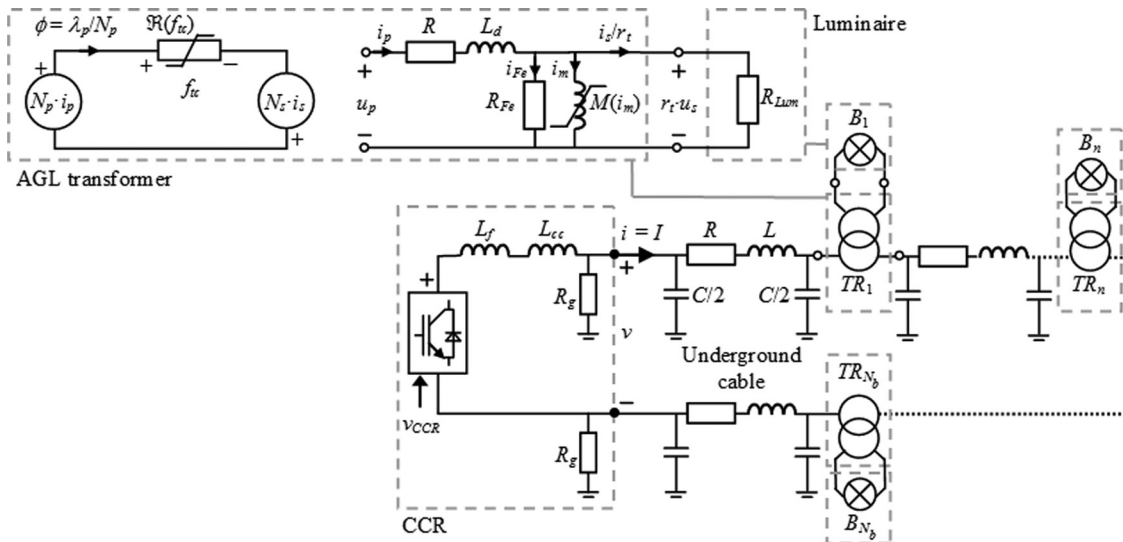 ϕ = λp/Np
ℜ(ftc)
+
−
ftc
+
Np·ip
Ns·is
+
ip
R
Ld
is/rt
iFe
im
+
+
up
RFe
M(im)
rt·us
RLum
−
−
Luminaire
AGL transformer
B1
Bn
Lf
Lcc
i = I
R
L
+
+
Rg
C/2
C/2
TR1
TRn
v
Underground
cable
TRNb
−
vCCR
Rg
CCR
BNb